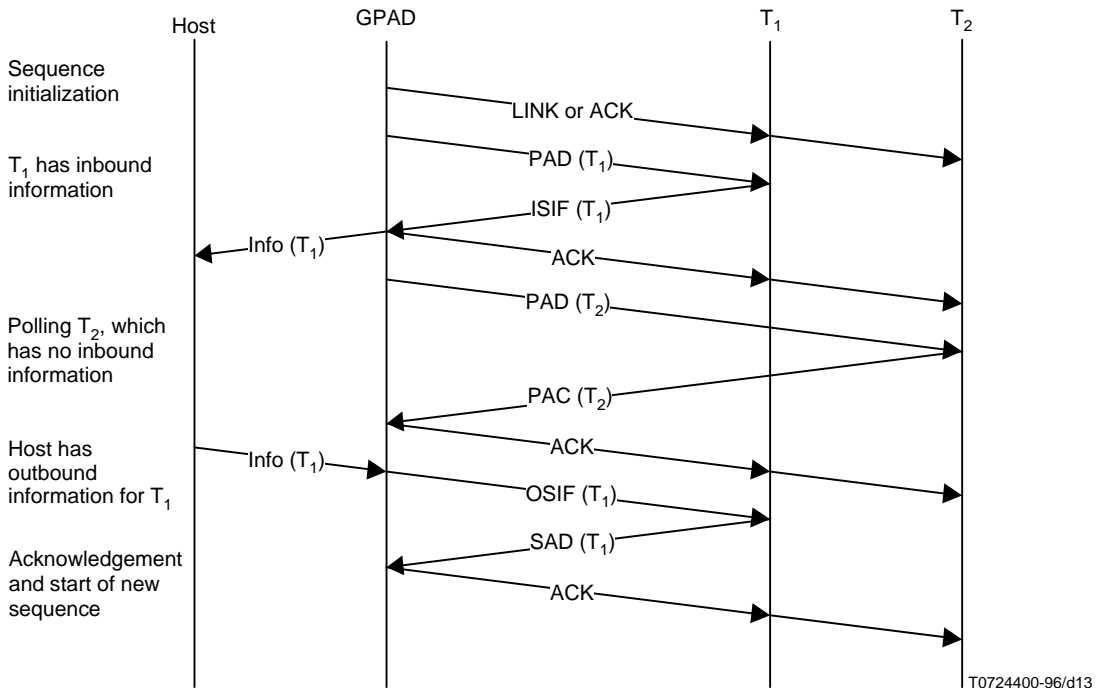 Host
GPAD
T1
T2
Sequence
initialization
LINK or ACK
PAD (T1)
T1 has inbound
information
ISIF (T1)
Info (T1)
ACK
PAD (T2)
Polling T2, which
has no inbound
information
PAC (T2)
ACK
Host has
outbound
information for T1
Info (T1)
OSIF (T1)
SAD (T1)
Acknowledgement
and start of new
sequence
ACK
T0724400-96/d13